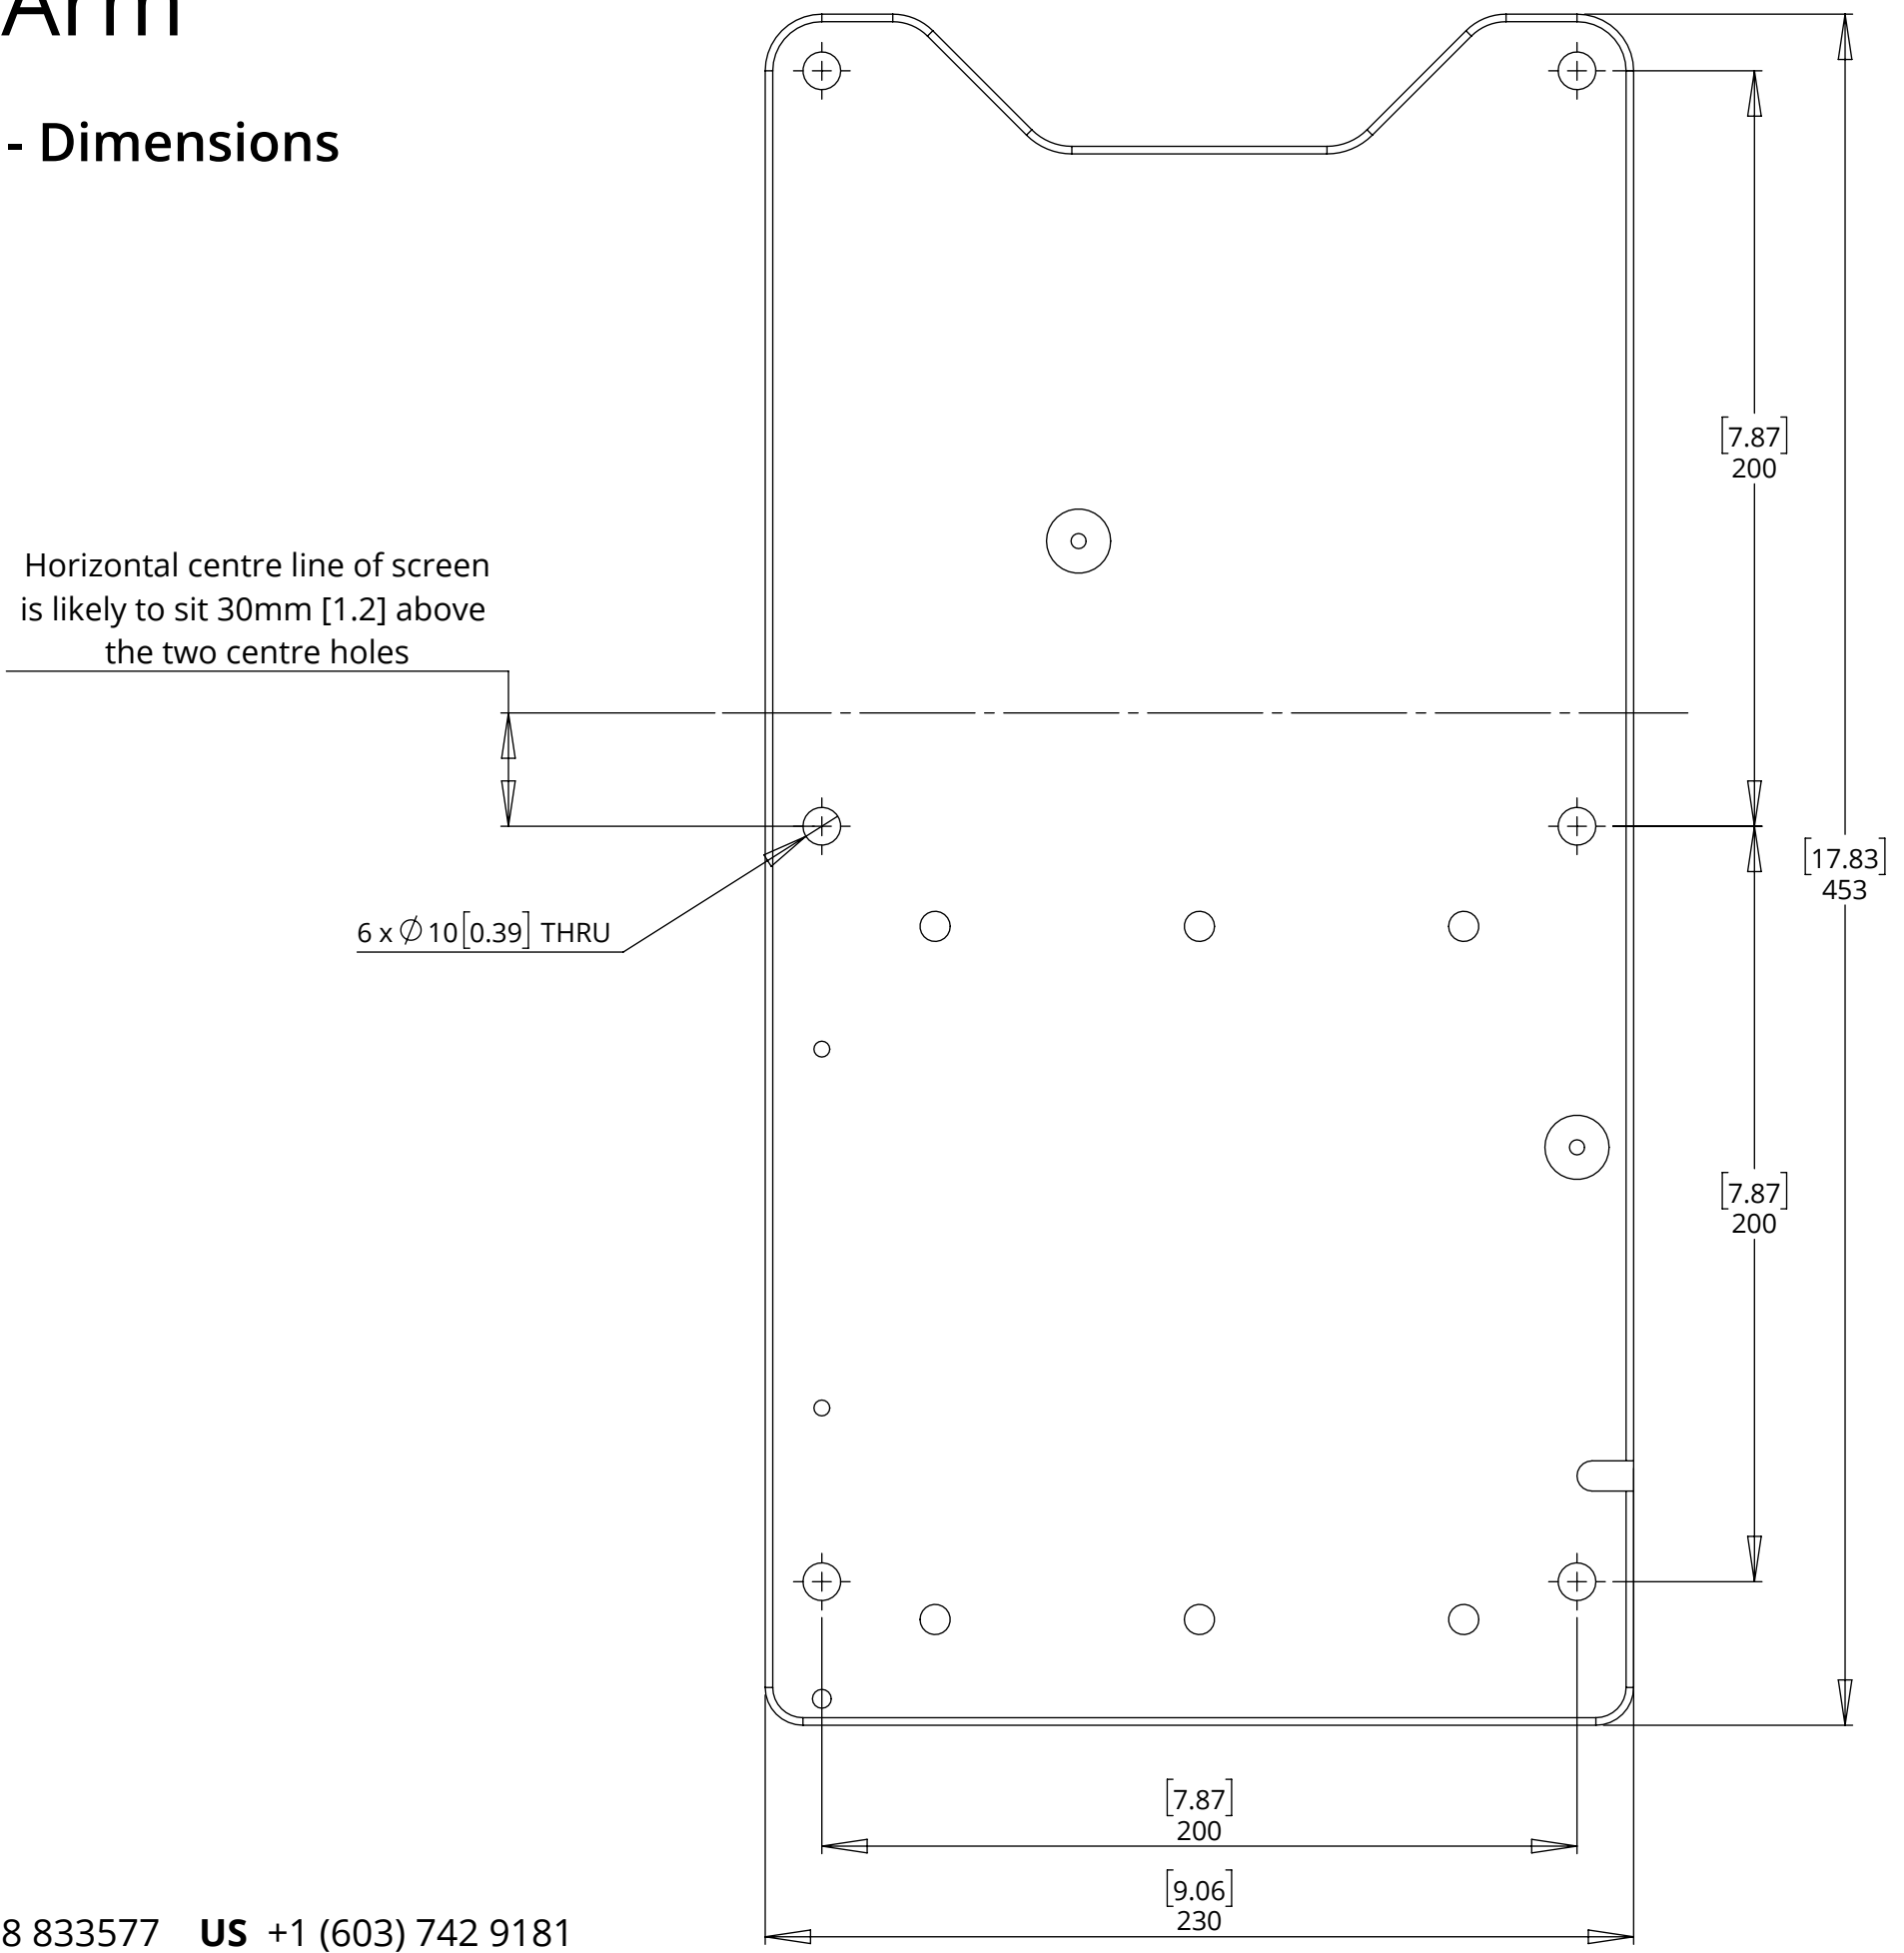 Arm
- Dimensions
[7.87]
200
Horizontal centre line of screen
is likely to sit 30mm [1.2] above
the two centre holes
[17.83]
453
6 x ⌀ 10[0.39] THRU
[7.87]
200
[7.87]
200
[9.06]
230
8 833577 US +1 (603) 742 9181